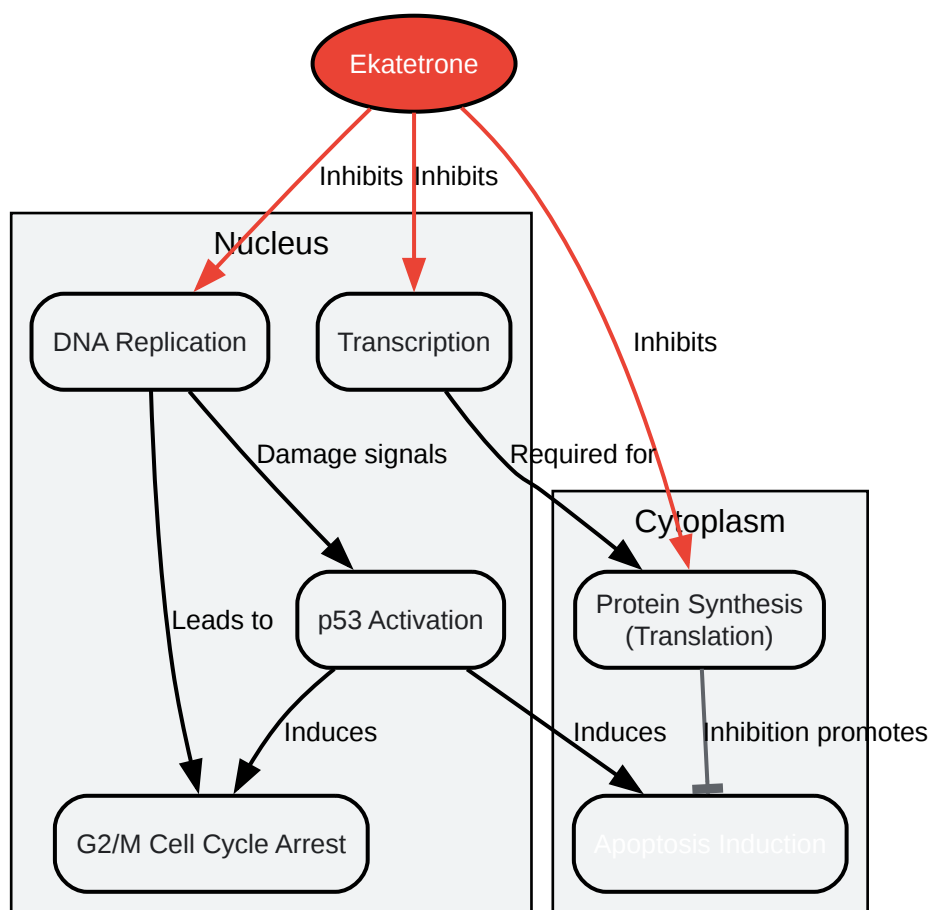 Ekatetrone
Inhibits
Inhibits
Nucleus
DNA Replication
Transcription
Inhibits
Damage signals
Required for
Cytoplasm
Leads to
p53 Activation
Protein Synthesis
(Translation)
Induces
Induces
Inhibition promotes
G2/M Cell Cycle Arrest
Apoptosis Induction